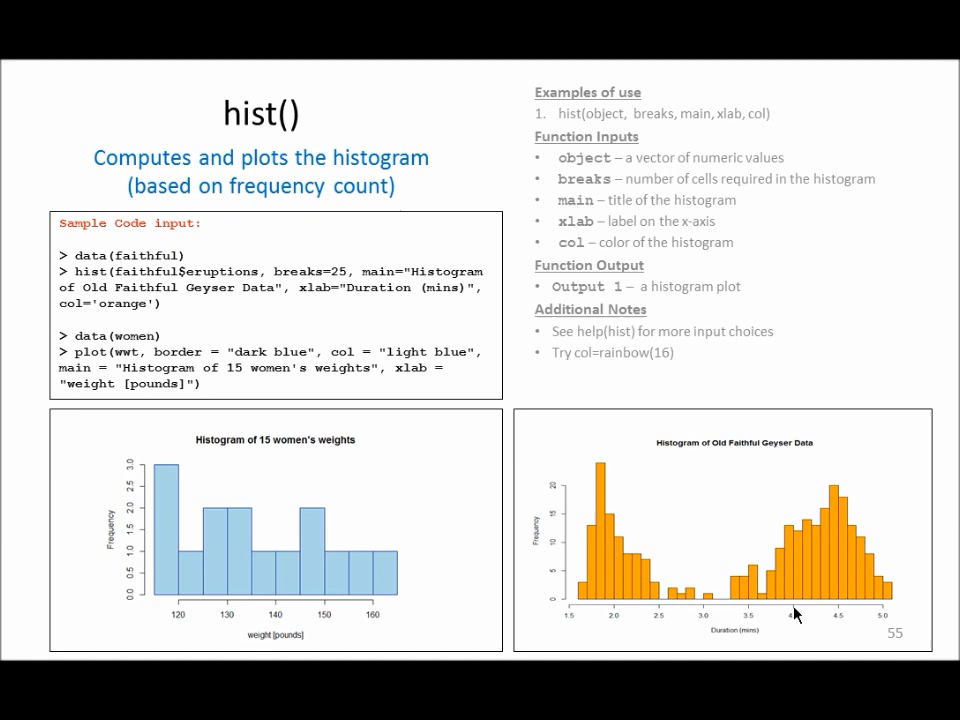 hist()
Computes and plots the histogram
(based on frequency count)
Sample Code input:
> data(faithful)
> hist(faithful$eruptions, breaks=25, main="Histogram
of Old Faithful Geyser Data", xlab="Duration (mins)",
col='orange')
> data(women)
> plot(wwt, border = "dark blue", col = "light blue",
main = "Histogram of 15 women's weights", xlab =
"weight [pounds]")
Examples of use
1. hist(object, breaks, main, xlab, col)
Function Inputs
• object – a vector of numeric values
• breaks – number of cells required in the histogram
• main – title of the histogram
• xlab – label on the x-axis
• col – color of the histogram
Function Output
• Output 1 – a histogram plot
Additional Notes
• See help(hist) for more input choices
• Try col=rainbow(16)
Histogram of 15 women's weights
Frequency
3.0
2.5
2.0
1.5
1.0
0.5
0.0
120 130 140 150 160
weight [pounds]
Histogram of Old Faithful Geyser Data
Frequency
20
15
10
5
0
1.5 2.0 2.5 3.0 3.5 4.5 5.0
Duration (mins)
55